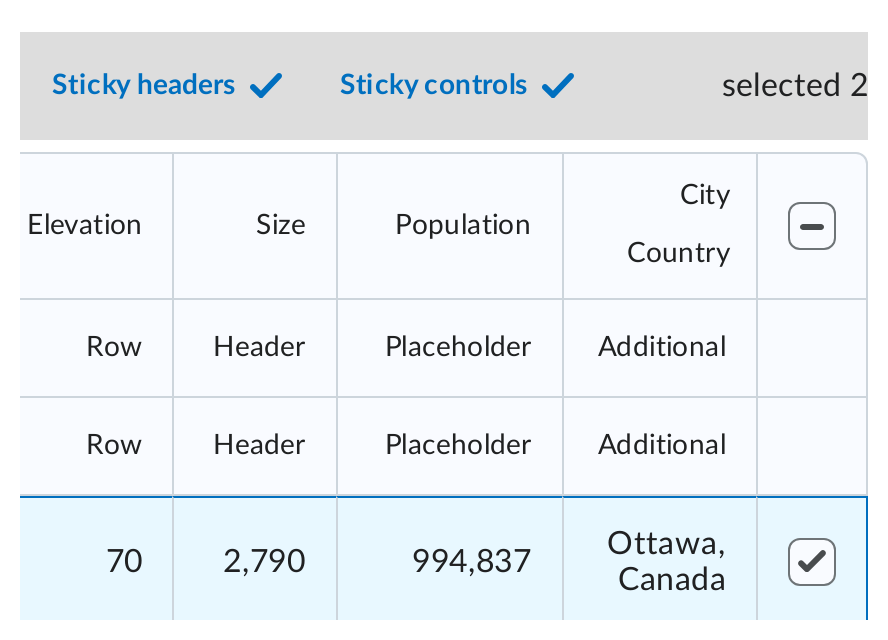 Sticky headers Sticky controls selected 2
Elevation Size Population City
Country
Row Header Placeholder Additional
Row Header Placeholder Additional
70 2,790 994,837 Ottawa,
Canada